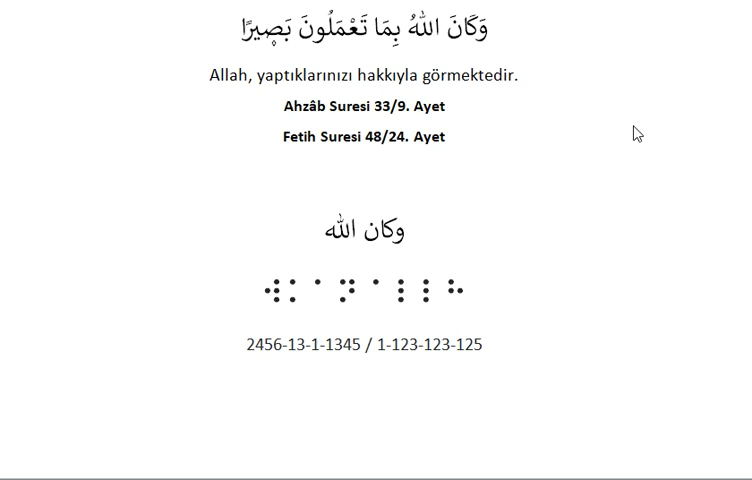 وَكَانَ اللّٰهُ بِمَا تَعْمَلُونَ بَص۪يرًا
Allah, yaptıklarınızı hakkıyla görmektedir.
Ahzâb Suresi 33/9. Ayet
Fetih Suresi 48/24. Ayet
وكان الله
⠺⠅⠁⠝⠁⠇⠇⠓
2456-13-1-1345 / 1-123-123-125